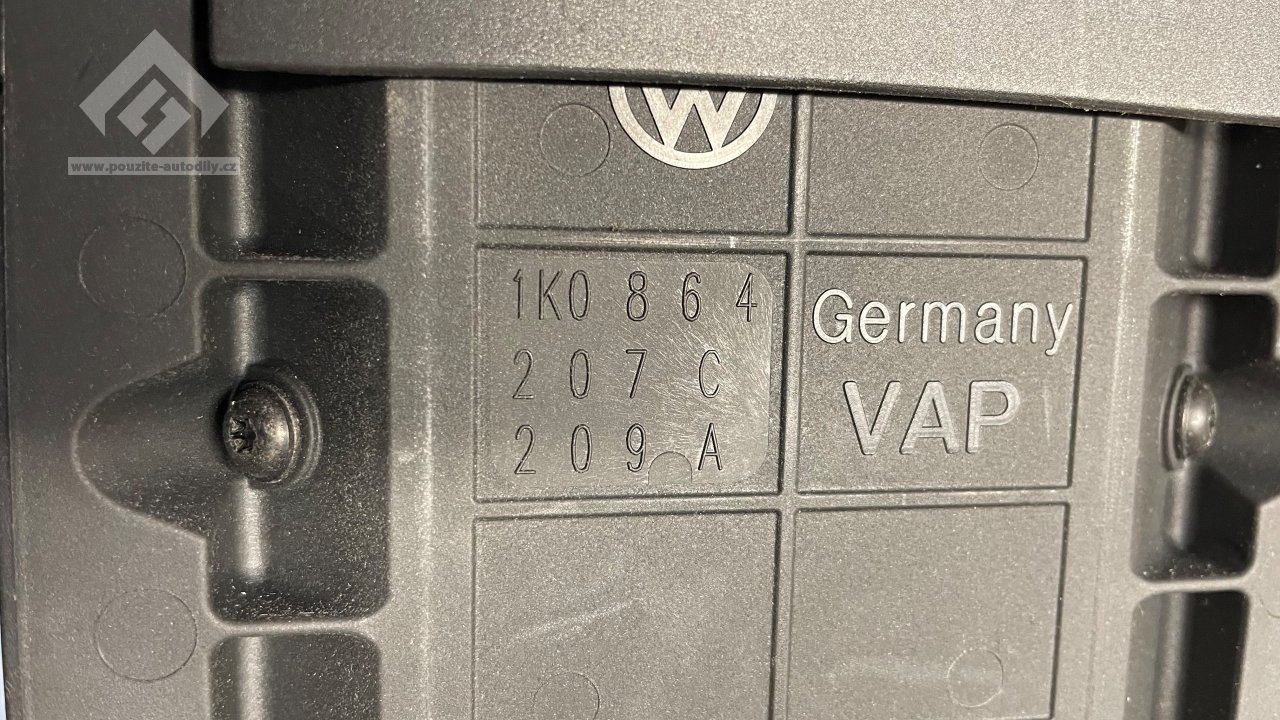 www.pouzite-autodily.cz
1K0 8 6 4
2 0 7 C
2 0 9 A
Germany
VAP